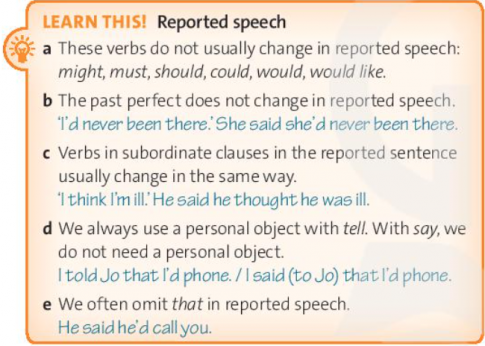 LEARN THIS! Reported speech
a These verbs do not usually change in reported speech:
might, must, should, could, would, would like.
b The past perfect does not change in reported speech.
‘I’d never been there.’ She said she’d never been there.
c Verbs in subordinate clauses in the reported sentence
usually change in the same way.
‘I think I’m ill.’ He said he thought he was ill.
d We always use a personal object with tell. With say, we
do not need a personal object.
I told Jo that I’d phone. / I said (to Jo) that I’d phone.
e We often omit that in reported speech.
He said he’d call you.